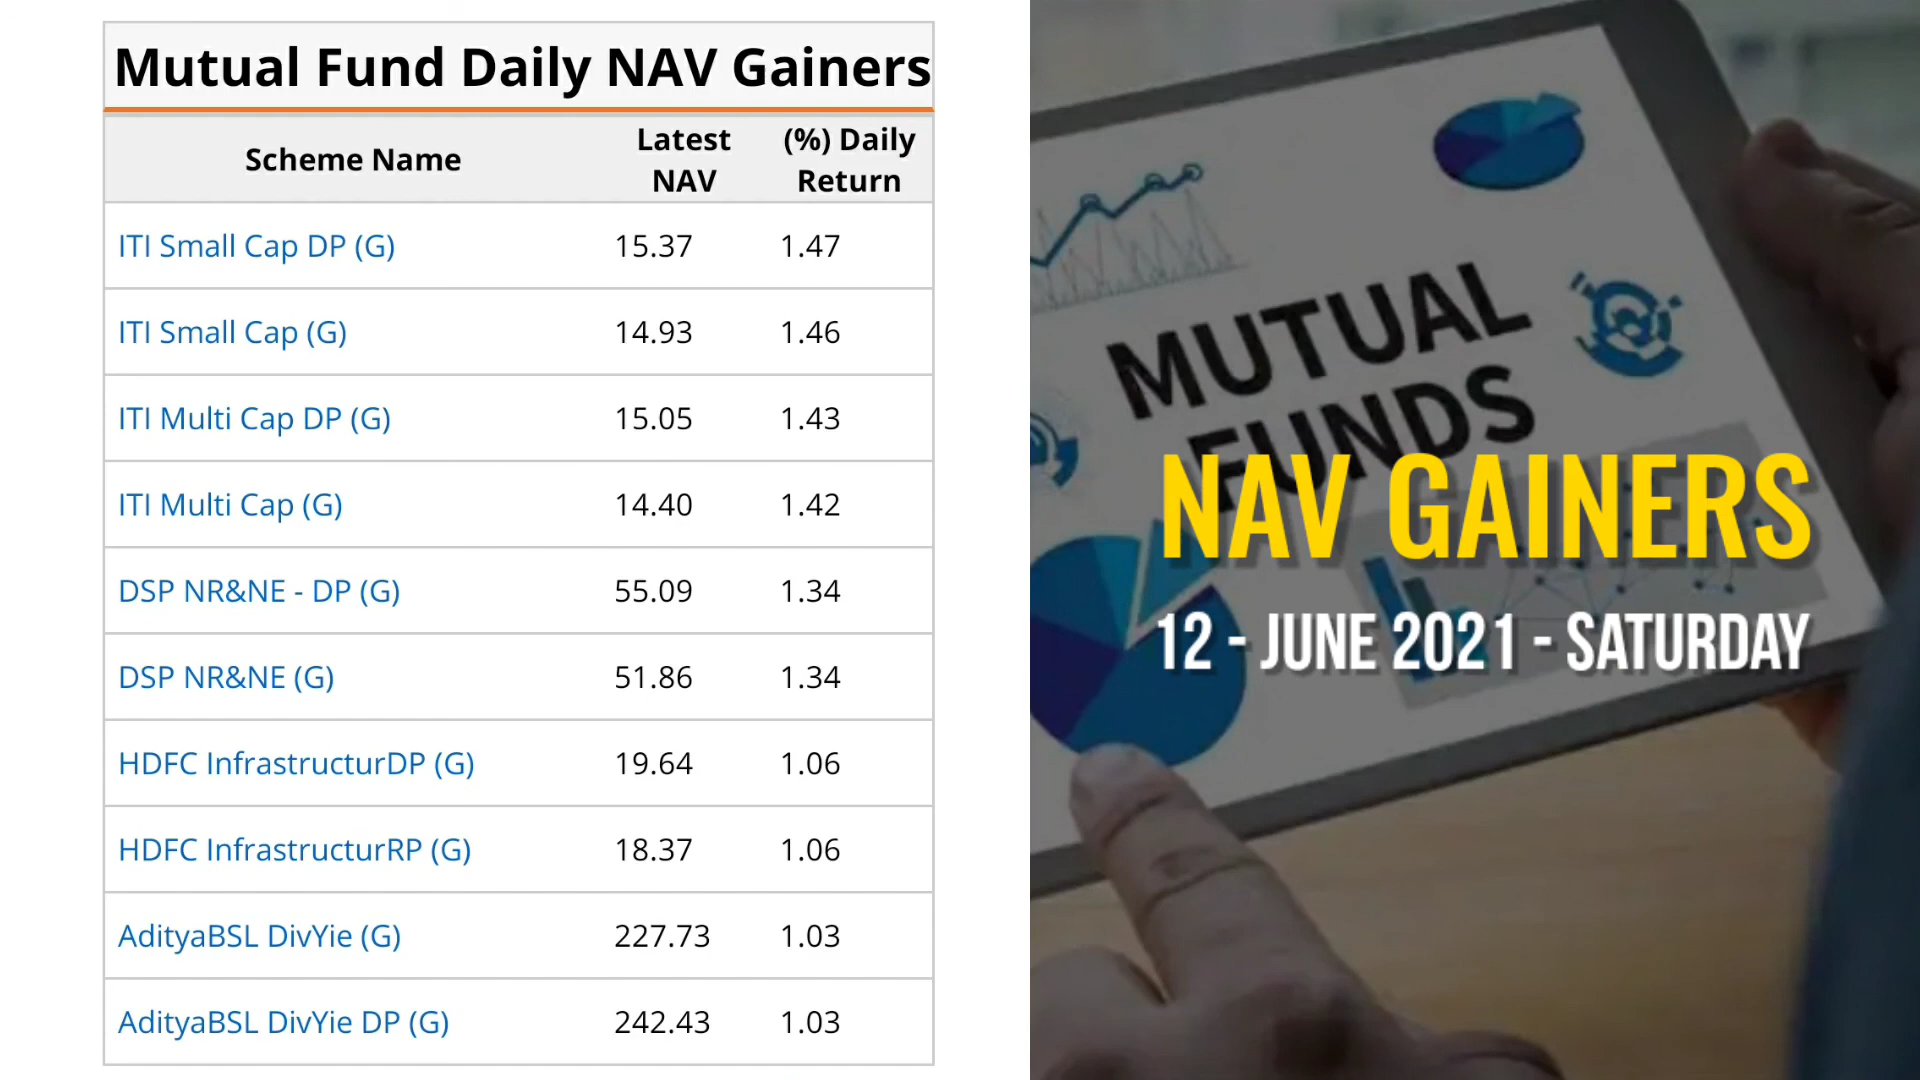 Mutual Fund Daily NAV Gainers
Scheme Name Latest NAV (%) Daily Return
ITI Small Cap DP (G) 15.37 1.47
ITI Small Cap (G) 14.93 1.46
ITI Multi Cap DP (G) 15.05 1.43
ITI Multi Cap (G) 14.40 1.42
DSP NR&NE - DP (G) 55.09 1.34
DSP NR&NE (G) 51.86 1.34
HDFC InfrastructurDP (G) 19.64 1.06
HDFC InfrastructurRP (G) 18.37 1.06
AdityaBSL DivYie (G) 227.73 1.03
AdityaBSL DivYie DP (G) 242.43 1.03
MUTUAL
FUNDS
NAV GAINERS
12 - JUNE 2021 - SATURDAY